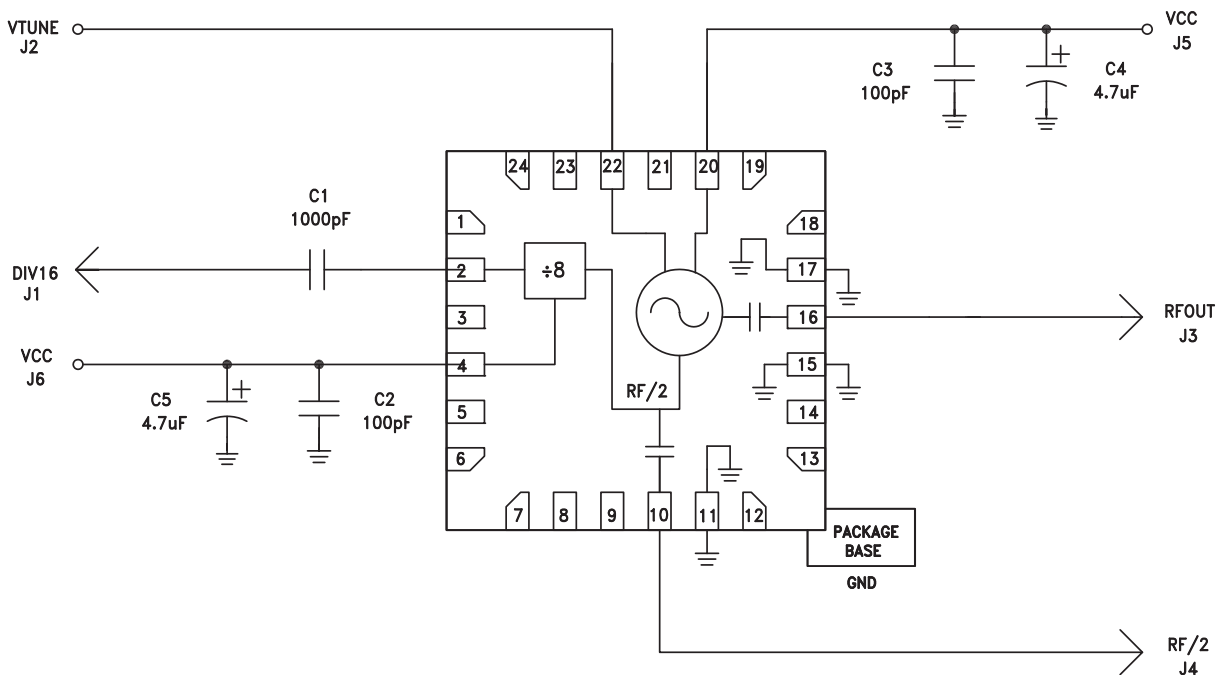 VTUNE
J2
VCC
J5
C3
100pF
+
C4
4.7uF
24
23
22
21
20
19
C1
1000pF
1
18
DIV16
J1
2
÷8
17
3
16
RFOUT
J3
VCC
J6
4
15
C5
4.7uF
+
C2
100pF
RF/2
5
14
6
13
7
8
9
10
11
12
PACKAGE
BASE
GND
RF/2
J4